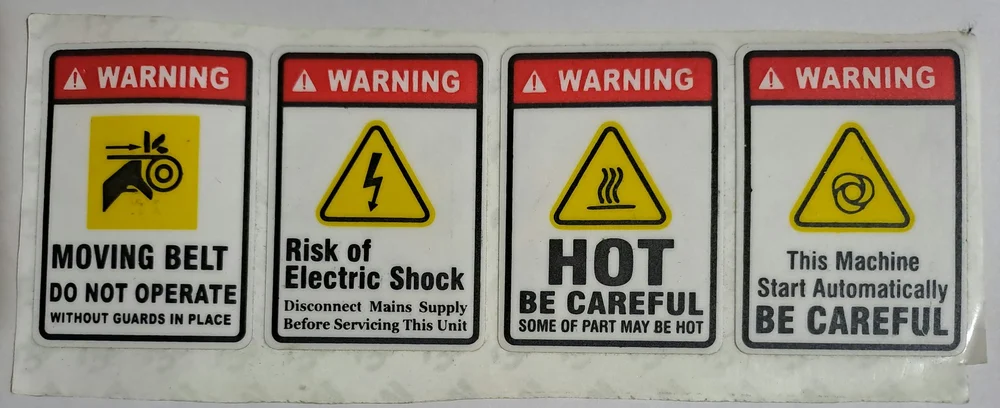 WARNING
MOVING BELT
DO NOT OPERATE
WITHOUT GUARDS IN PLACE
WARNING
Risk of
Electric Shock
Disconnect Mains Supply
Before Servicing This Unit
WARNING
HOT
BE CAREFUL
SOME OF PART MAY BE HOT
WARNING
This Machine
Start Automatically
BE CAREFUL